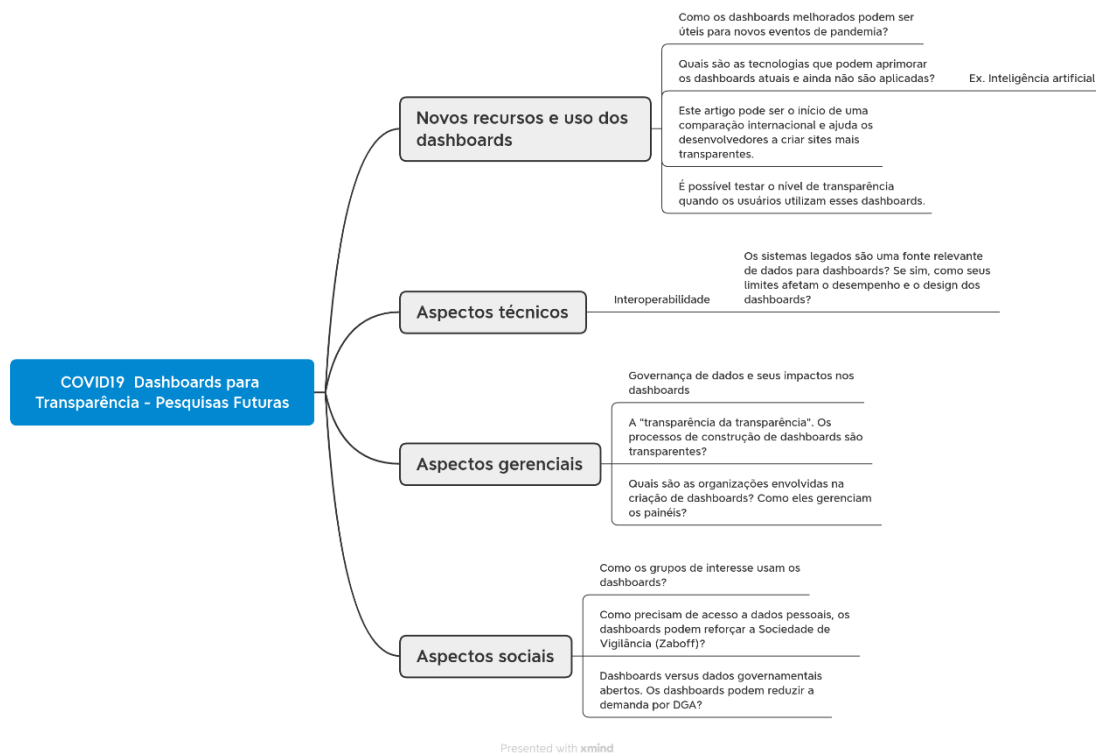 COVID19 Dashboards para
Transparência - Pesquisas Futuras
Novos recursos e uso dos
dashboards
Como os dashboards melhorados podem ser
úteis para novos eventos de pandemia?
Quais são as tecnologias que podem aprimorar
os dashboards atuais e ainda não são aplicadas?
Ex. Inteligência artificial
Este artigo pode ser o início de uma
comparação internacional e ajuda os
desenvolvedores a criar sites mais
transparentes.
É possível testar o nível de transparência
quando os usuários utilizam esses dashboards.
Aspectos técnicos
Interoperabilidade
Os sistemas legados são uma fonte relevante
de dados para dashboards? Se sim, como seus
limites afetam o desempenho e o design dos
dashboards?
Aspectos gerenciais
Governança de dados e seus impactos nos
dashboards
A "transparência da transparência". Os
processos de construção de dashboards são
transparentes?
Quais são as organizações envolvidas na
criação de dashboards? Como eles gerenciam
os painéis?
Aspectos sociais
Como os grupos de interesse usam os
dashboards?
Como precisam de acesso a dados pessoais, os
dashboards podem reforçar a Sociedade de
Vigilância (Zaboff)?
Dashboards versus dados governamentais
abertos. Os dashboards podem reduzir a
demanda por DGA?
Presented with xmind